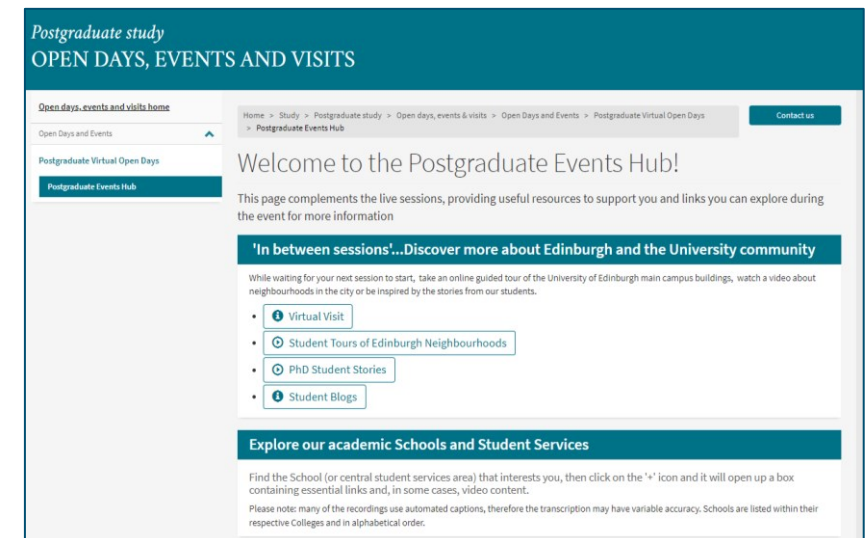 Postgraduate study
OPEN DAYS, EVENTS AND VISITS
Open days, events and visits home
Open Days and Events
Postgraduate Virtual Open Days
Postgraduate Events Hub
Home > Study > Postgraduate study > Open days, events & visits > Open Days and Events > Postgraduate Virtual Open Days
> Postgraduate Events Hub
Contact us
Welcome to the Postgraduate Events Hub!
This page complements the live sessions, providing useful resources to support you and links you can explore during
the event for more information
'In between sessions'...Discover more about Edinburgh and the University community
While waiting for your next session to start, take an online guided tour of the University of Edinburgh main campus buildings, watch a video about
neighbourhoods in the city or be inspired by the stories from our students.
• Virtual Visit
• Student Tours of Edinburgh Neighbourhoods
• PhD Student Stories
• Student Blogs
Explore our academic Schools and Student Services
Find the School (or central student services area) that interests you, then click on the '+' icon and it will open up a box
containing essential links and, in some cases, video content.
Please note: many of the recordings use automated captions, therefore the transcription may have variable accuracy. Schools are listed within their
respective Colleges and in alphabetical order.